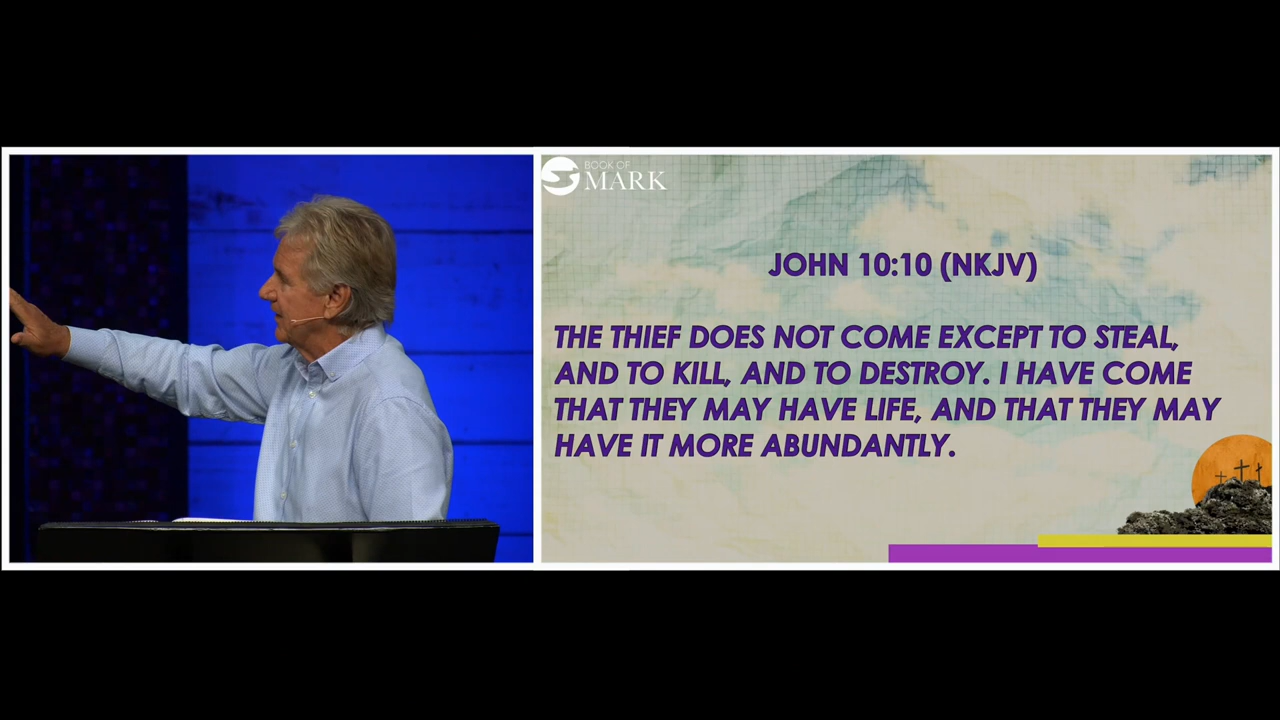 BOOK OF
MARK
JOHN 10:10 (NKJV)
THE THIEF DOES NOT COME EXCEPT TO STEAL,
AND TO KILL, AND TO DESTROY. I HAVE COME
THAT THEY MAY HAVE LIFE, AND THAT THEY MAY
HAVE IT MORE ABUNDANTLY.